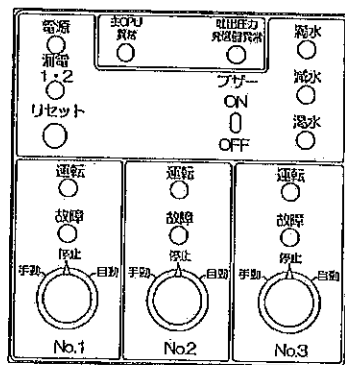 電源
漏電
1・2
リセット
主CPU
異常
吐出圧力
発信器異常
ブザー
ON
OFF
満水
減水
渇水
運転
故障
停止
手動
自動
No.1
運転
故障
停止
手動
自動
No.2
運転
故障
停止
手動
自動
No.3